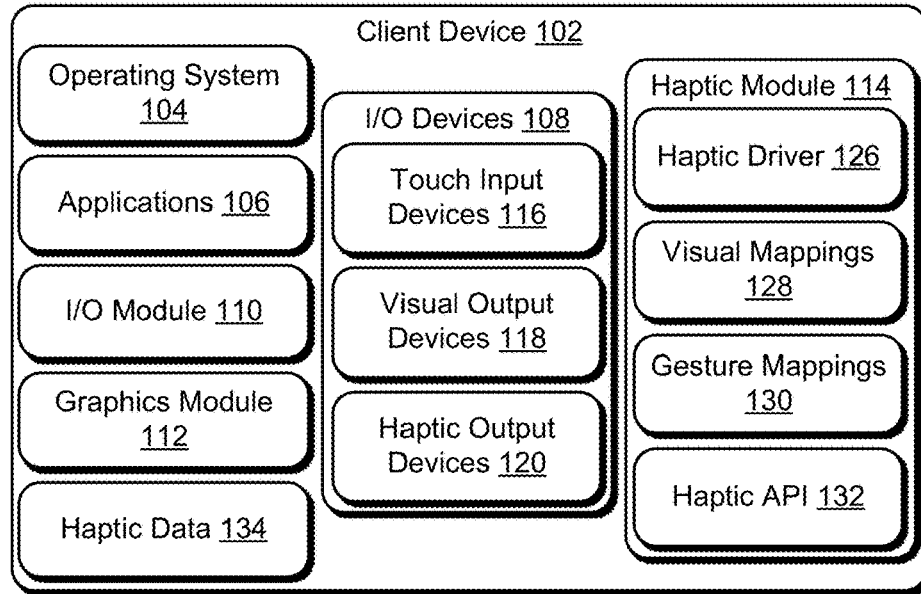 Client Device 102
Operating System
104
Applications 106
I/O Module 110
Graphics Module
112
Haptic Data 134
I/O Devices 108
Touch Input
Devices 116
Visual Output
Devices 118
Haptic Output
Devices 120
Haptic Module 114
Haptic Driver 126
Visual Mappings
128
Gesture Mappings
130
Haptic API 132